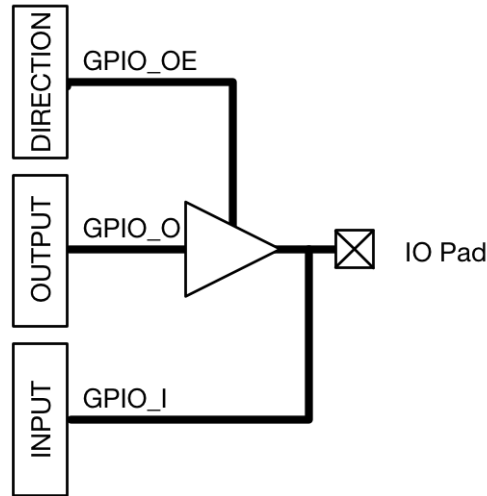 DIRECTION
GPIO_OE
OUTPUT
GPIO_O
IO Pad
INPUT
GPIO_I